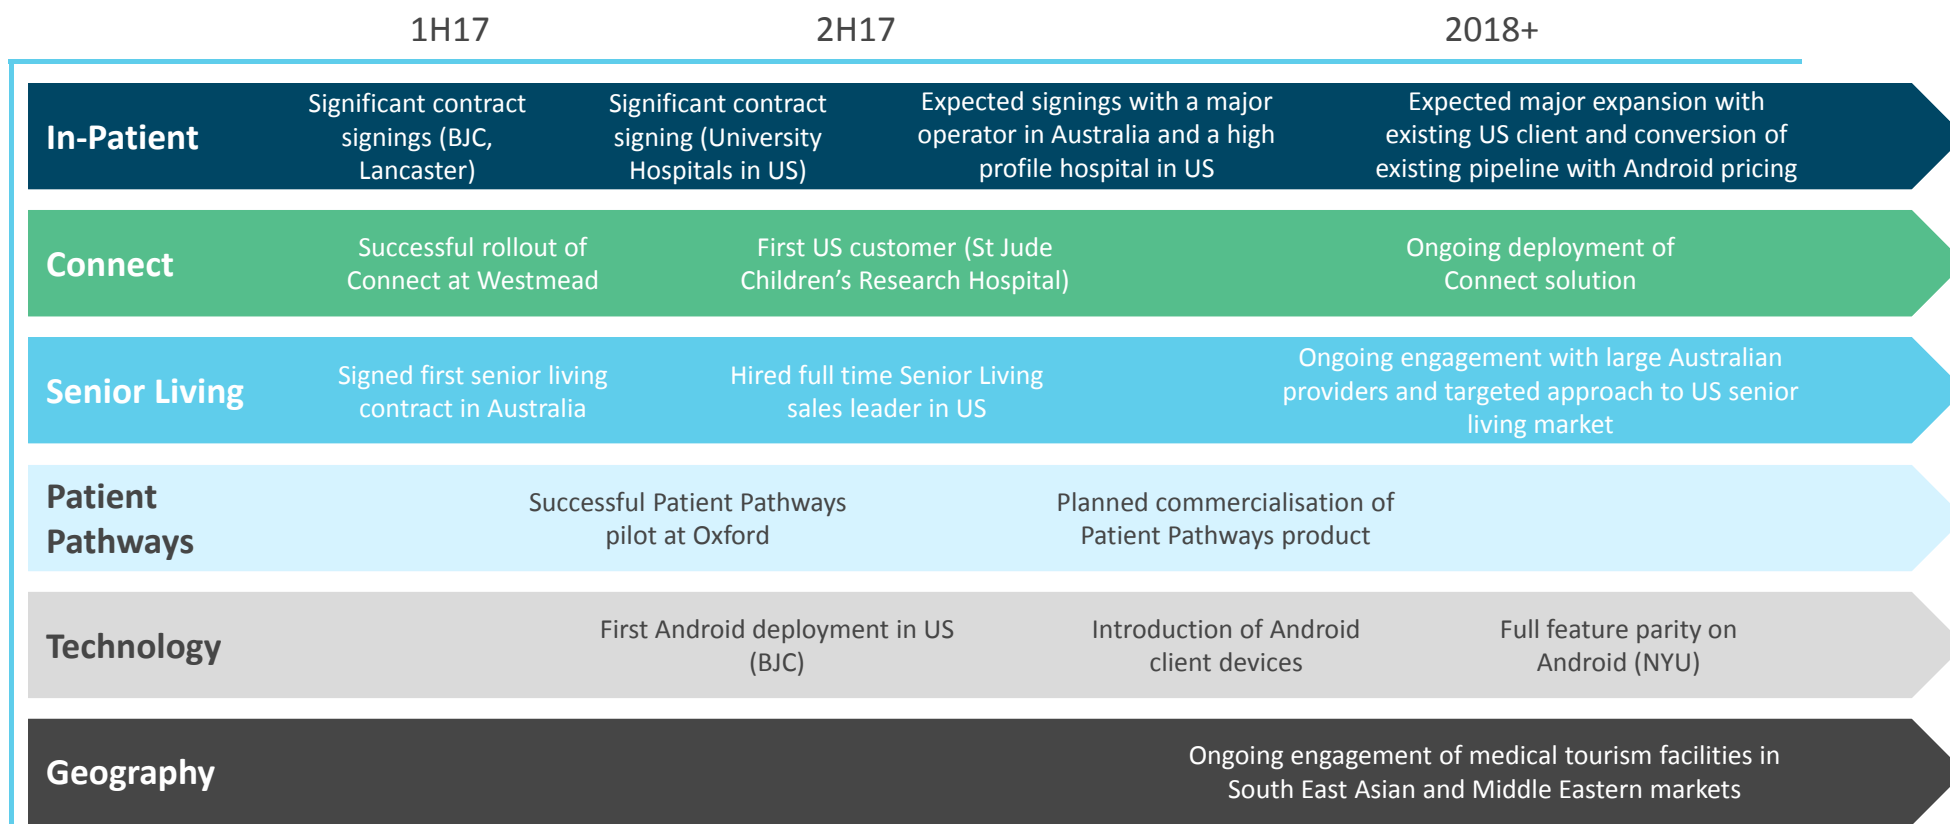 1H17
2H17
2018+
In-Patient
Significant contract
signings (BJC,
Lancaster)
Significant contract
signing (University
Hospitals in US)
Expected signings with a major
operator in Australia and a high
profile hospital in US
Expected major expansion with
existing US client and conversion of
existing pipeline with Android pricing
Connect
Successful rollout of
Connect at Westmead
First US customer (St Jude
Children’s Research Hospital)
Ongoing deployment of
Connect solution
Senior Living
Signed first senior living
contract in Australia
Hired full time Senior Living
sales leader in US
Ongoing engagement with large Australian
providers and targeted approach to US senior
living market
Patient
Pathways
Successful Patient Pathways
pilot at Oxford
Planned commercialisation of
Patient Pathways product
Technology
First Android deployment in US
(BJC)
Introduction of Android
client devices
Full feature parity on
Android (NYU)
Geography
Ongoing engagement of medical tourism facilities in
South East Asian and Middle Eastern markets